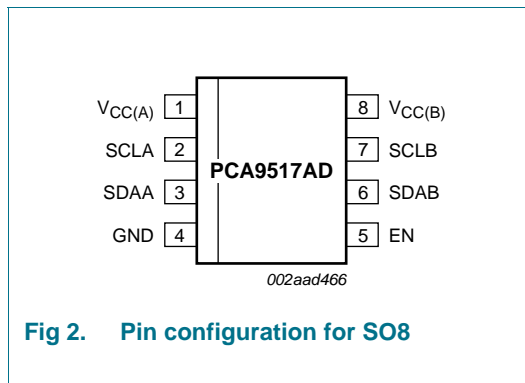 VCC(A) 1 8 VCC(B)
SCLA 2 7 SCLB
PCA9517AD
SDAA 3 6 SDAB
GND 4 5 EN
002aad466
Fig 2. Pin configuration for SO8